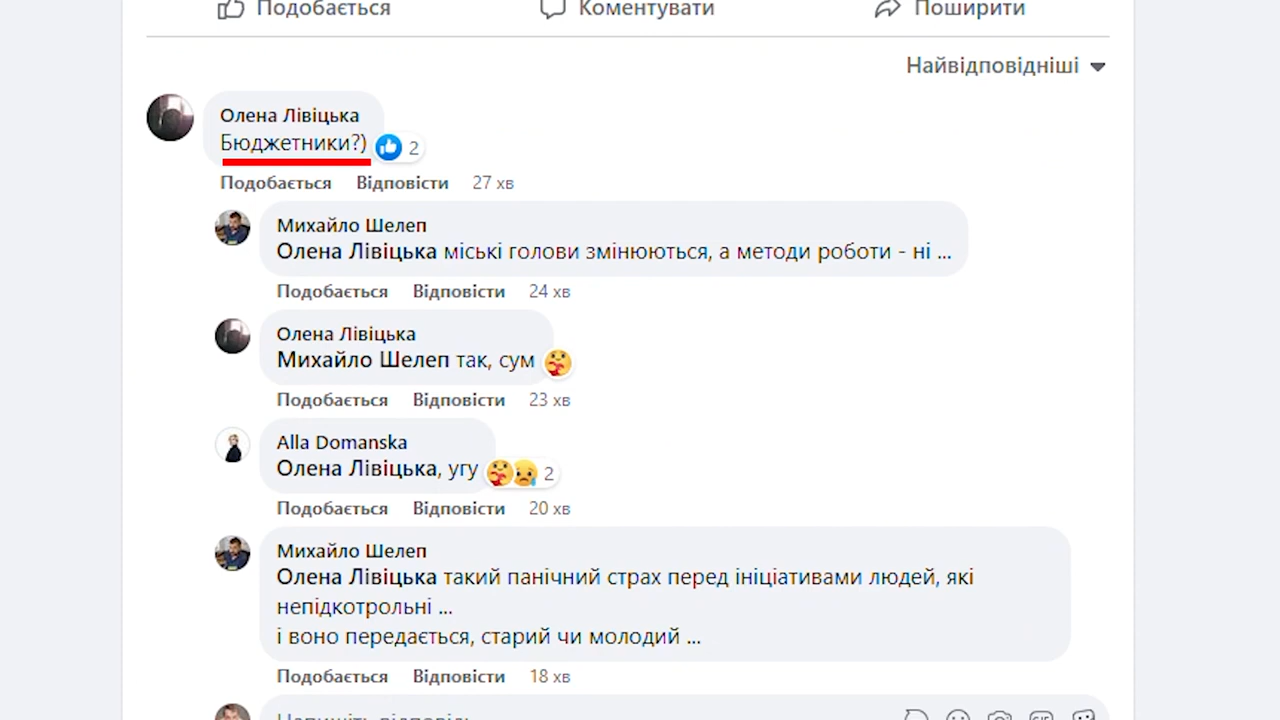 Подобається Коментувати Поширити
Найвідповідніші
Олена Лівіцька
Бюджетники?) 2
Подобається Відповісти 27 хв
Михайло Шелеп
Олена Лівіцька міські голови змінюються, а методи роботи - ні ...
Подобається Відповісти 24 хв
Олена Лівіцька
Михайло Шелеп так, сум
Подобається Відповісти 23 хв
Alla Domanska
Олена Лівіцька, угу 2
Подобається Відповісти 20 хв
Михайло Шелеп
Олена Лівіцька такий панічний страх перед ініціативами людей, які
непідкотрольні ...
і воно передається, старий чи молодий ...
Подобається Відповісти 18 хв
Напишіть відповідь